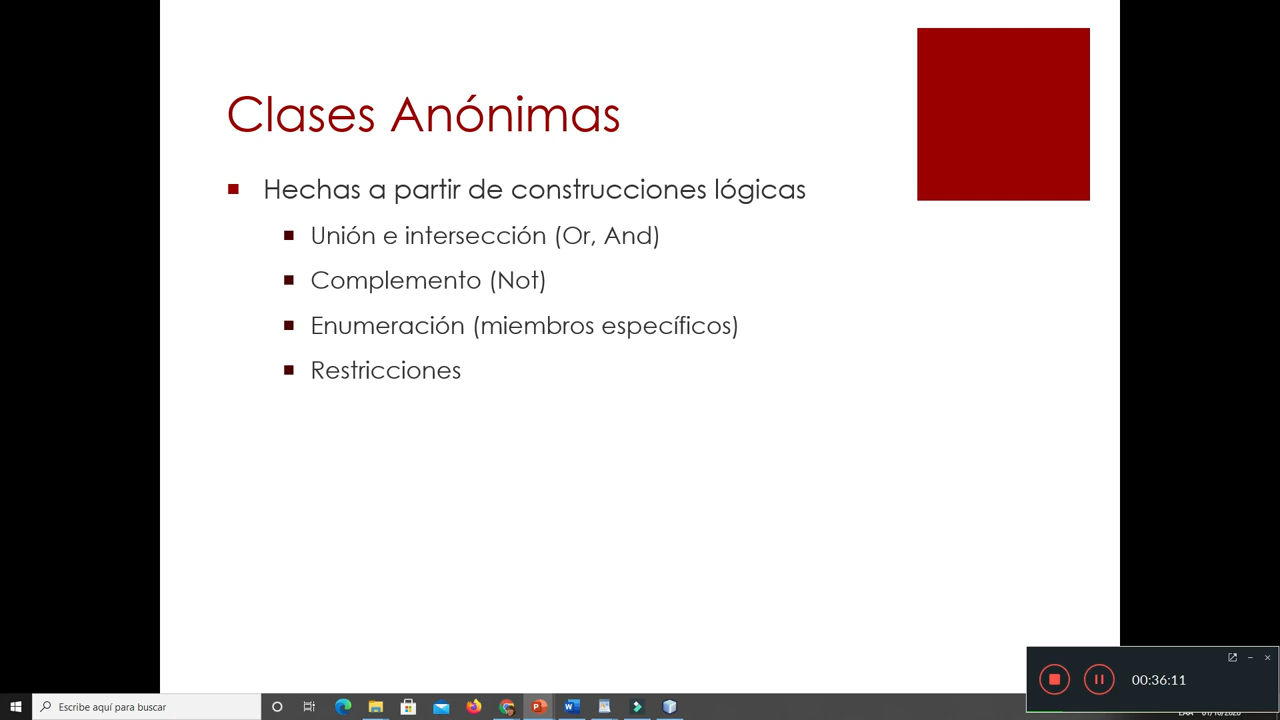 Clases Anónimas
Hechas a partir de construcciones lógicas
Unión e intersección (Or, And)
Complemento (Not)
Enumeración (miembros específicos)
Restricciones
00:36:11
Escribe aquí para buscar